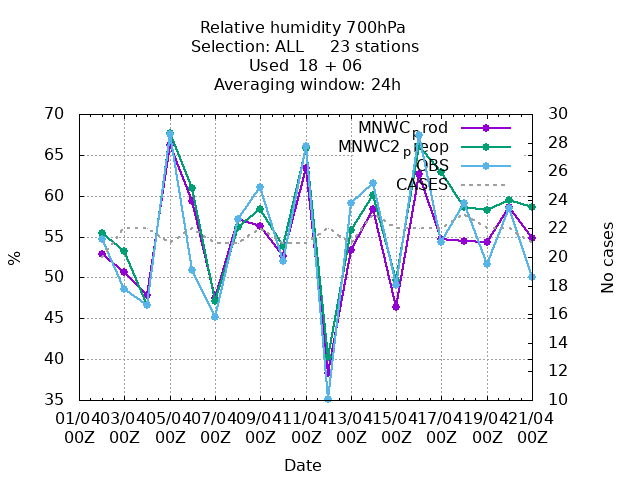 Relative humidity 700hPa
Selection: ALL 23 stations
Used 18 + 06
Averaging window: 24h
70
65
60
55
50
45
40
35
%
30
28
26
24
22
20
18
16
14
12
10
No cases
MNWC_prod
MNWC2_preop
OBS
CASES
01/04 03/04 05/04 07/04 09/04 11/04 13/04 15/04 17/04 19/04 21/04
00Z 00Z 00Z 00Z 00Z 00Z 00Z 00Z 00Z 00Z 00Z
Date